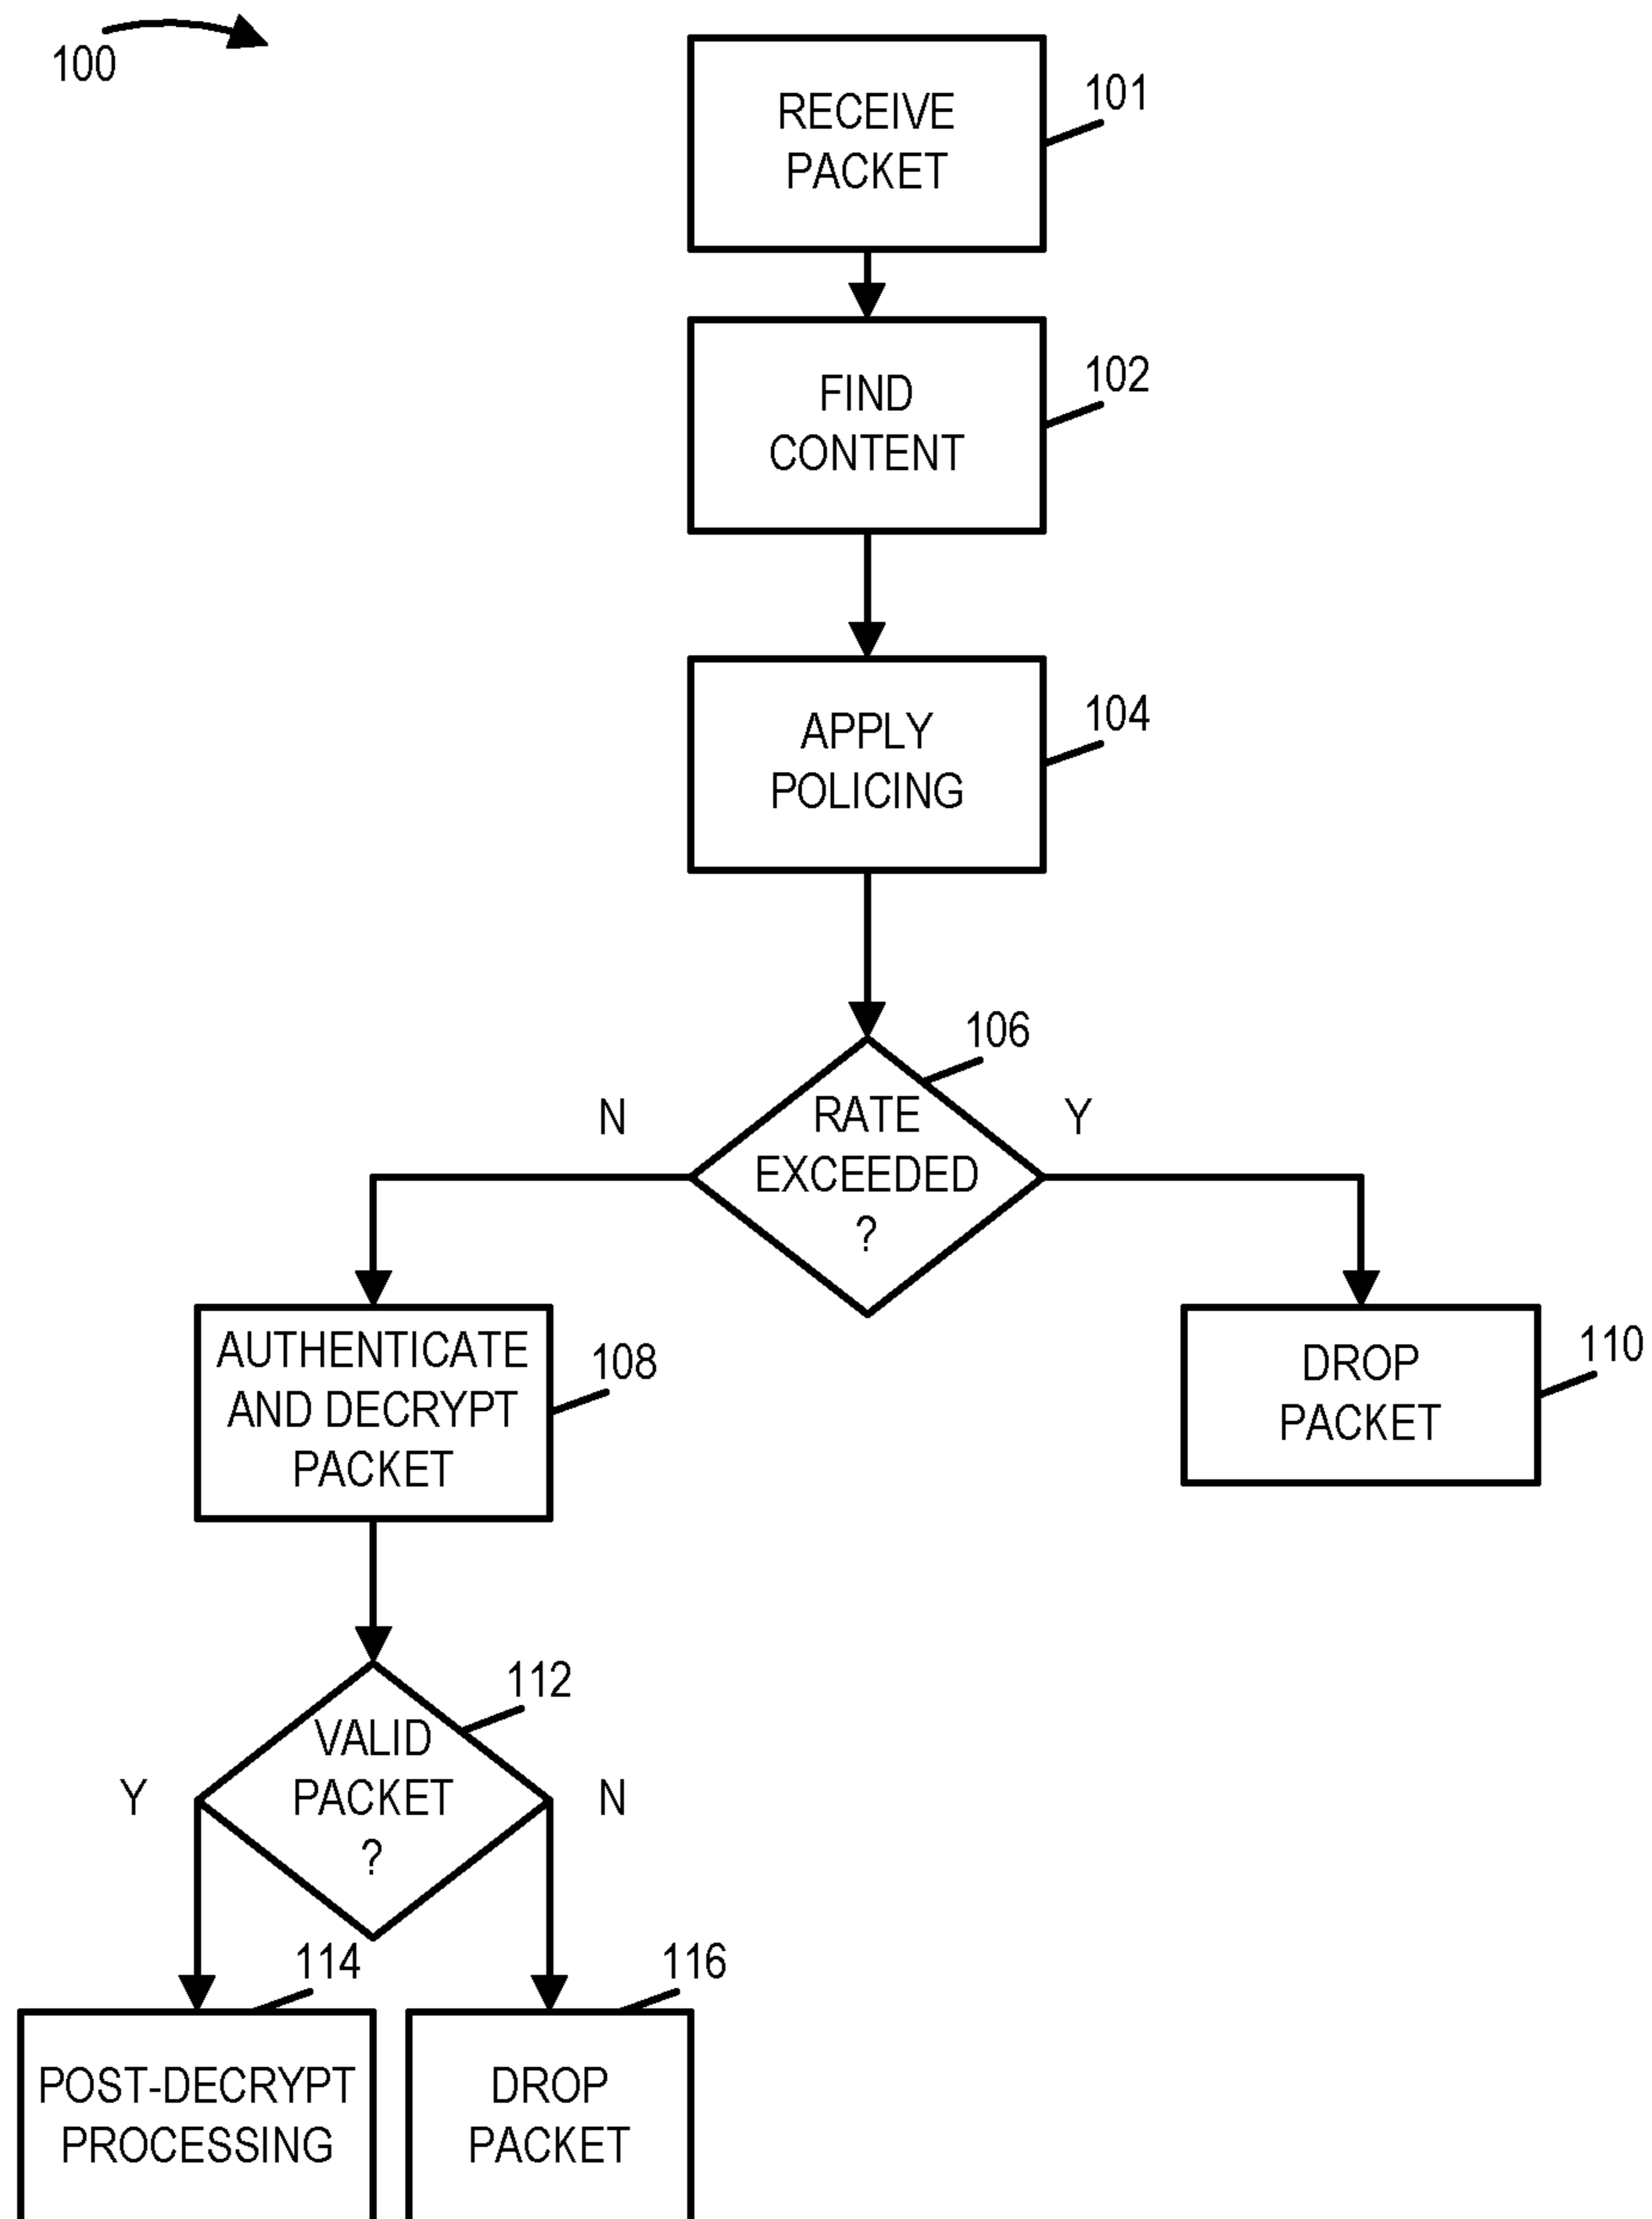 100
RECEIVE
PACKET
101
FIND
CONTENT
102
APPLY
POLICING
104
106
N
RATE
EXCEEDED
?
Y
AUTHENTICATE
AND DECRYPT
PACKET
108
DROP
PACKET
110
112
Y
VALID
PACKET
?
N
114
116
POST-DECRYPT
PROCESSING
DROP
PACKET